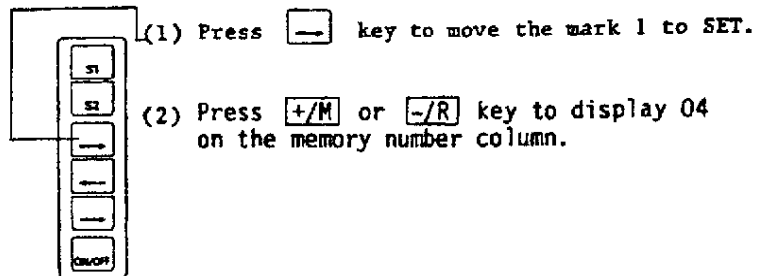 (1) Press → key to move the mark 1 to SET.
S1
S2
→
←
→
ON/OFF
(2) Press +/M or -/R key to display 04
on the memory number column.